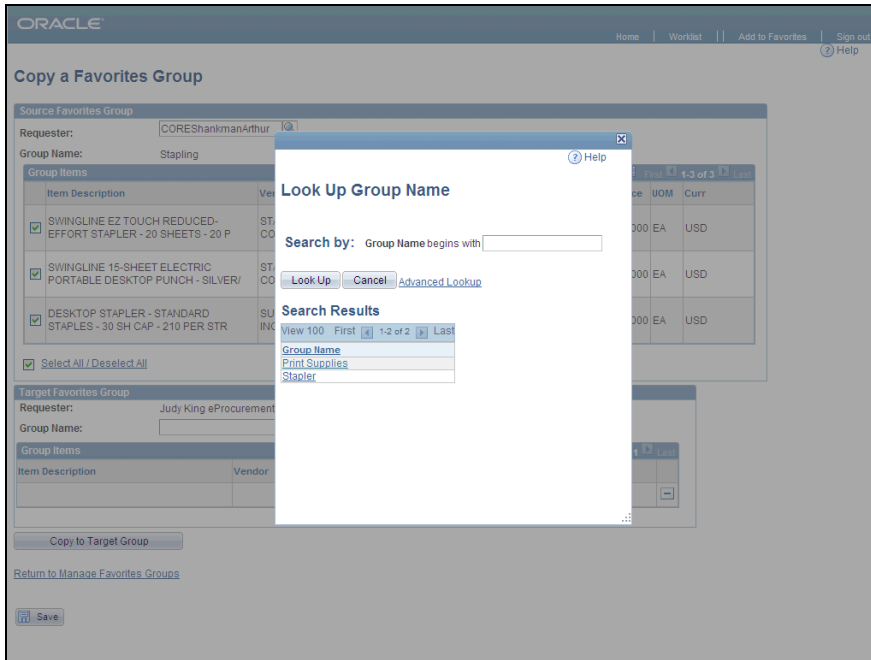 ORACLE
Home | Worklist || Add to Favorites | Sign out
? Help
Copy a Favorites Group
Source Favorites Group
Requester: COREShankmanArthur
Group Name: Stapling
Group Items First 1-3 of 3 Last
Item Description UOM Curr
SWINGLINE EZ TOUCH REDUCED-
EFFORT STAPLER - 20 SHEETS - 20 P
EA USD
SWINGLINE 15-SHEET ELECTRIC
PORTABLE DESKTOP PUNCH - SILVER/
EA USD
DESKTOP STAPLER - STANDARD
STAPLES - 30 SH CAP - 210 PER STR
EA USD
Select All / Deselect All
Target Favorites Group
Requester: Judy King eProcurement
Group Name:
Group Items Last
Item Description Vendor
Copy to Target Group
Return to Manage Favorites Groups
Save
? Help
Look Up Group Name
Search by: Group Name begins with
Look Up Cancel Advanced Lookup
Search Results
View 100 First 1-2 of 2 Last
Group Name
Print Supplies
Stapler